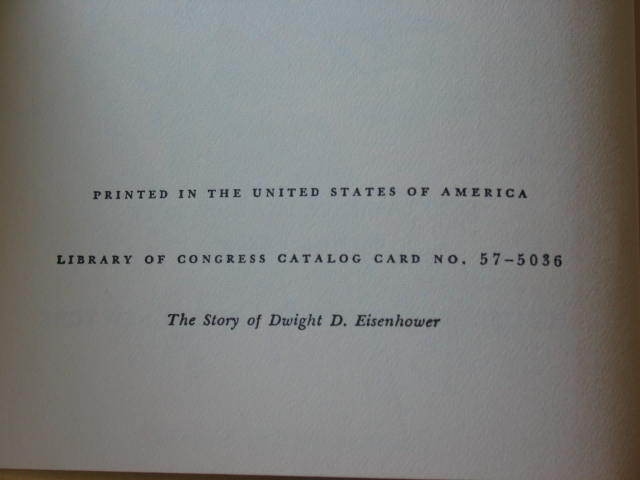 PRINTED IN THE UNITED STATES OF AMERICA
LIBRARY OF CONGRESS CATALOG CARD NO. 57-5036
The Story of Dwight D. Eisenhower